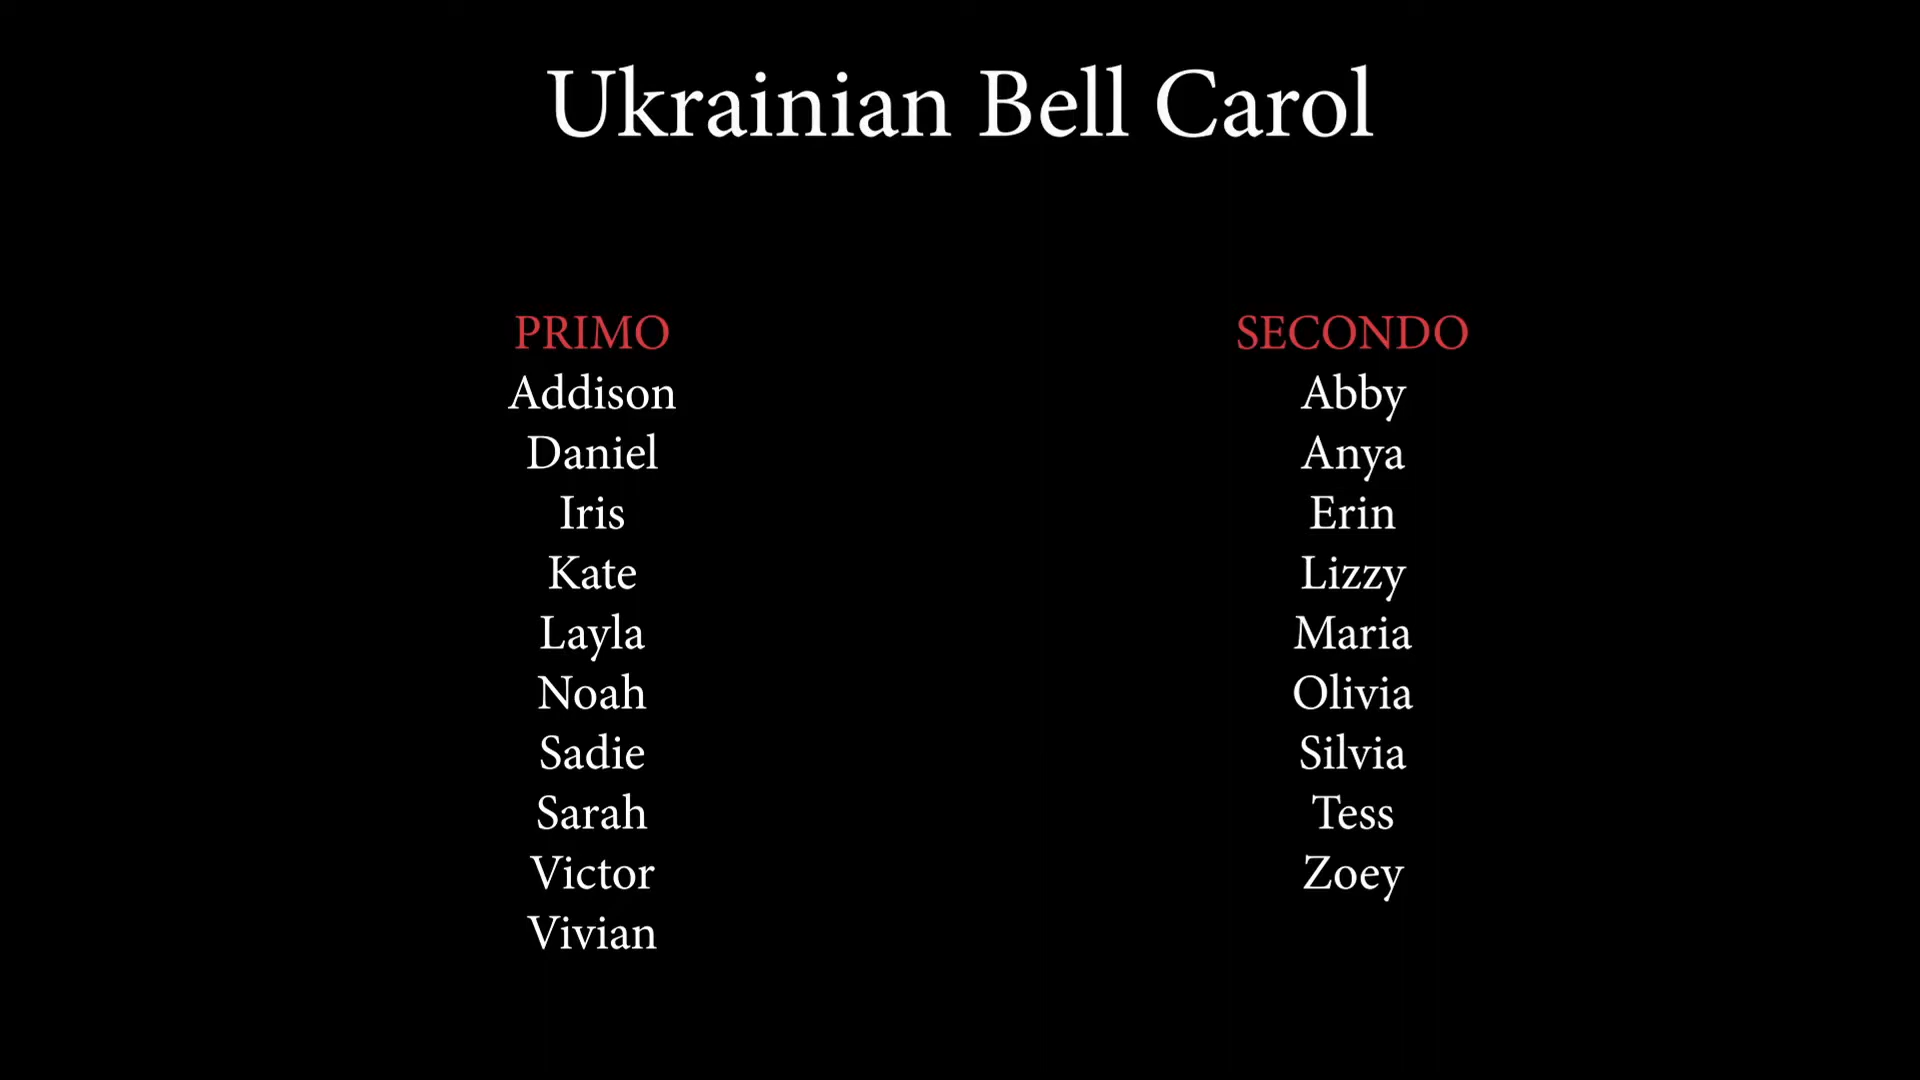 Ukrainian Bell Carol
PRIMO
Addison
Daniel
Iris
Kate
Layla
Noah
Sadie
Sarah
Victor
Vivian
SECONDO
Abby
Anya
Erin
Lizzy
Maria
Olivia
Silvia
Tess
Zoey